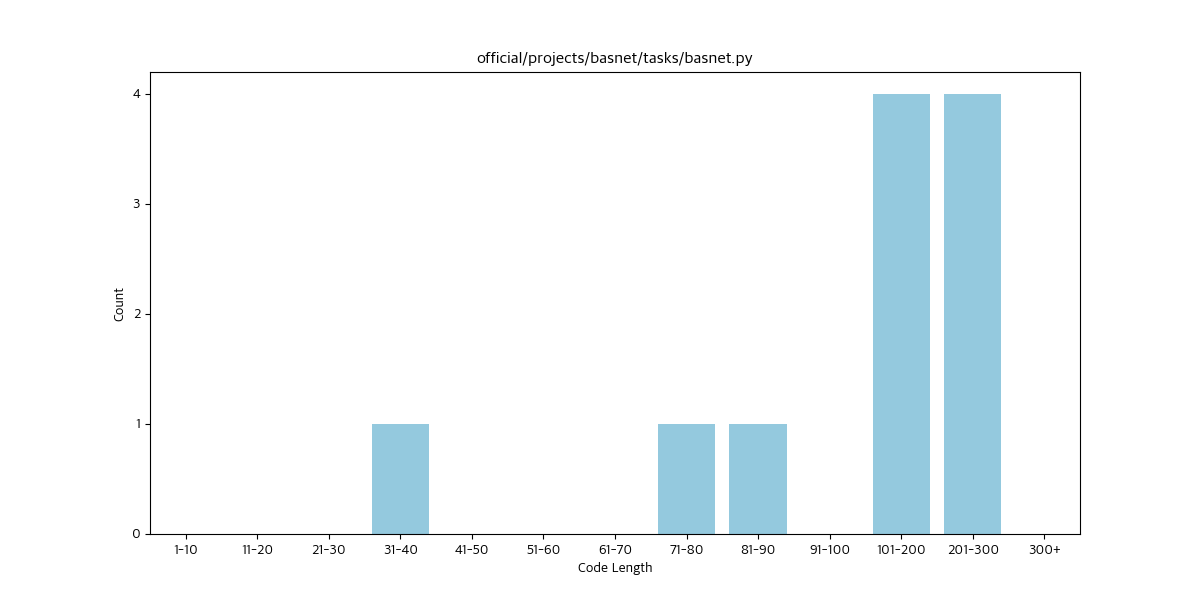 official/projects/basnet/tasks/basnet.py
4
3
2
1
0
Count
1-10 11-20 21-30 31-40 41-50 51-60 61-70 71-80 81-90 91-100 101-200 201-300 300+
Code Length